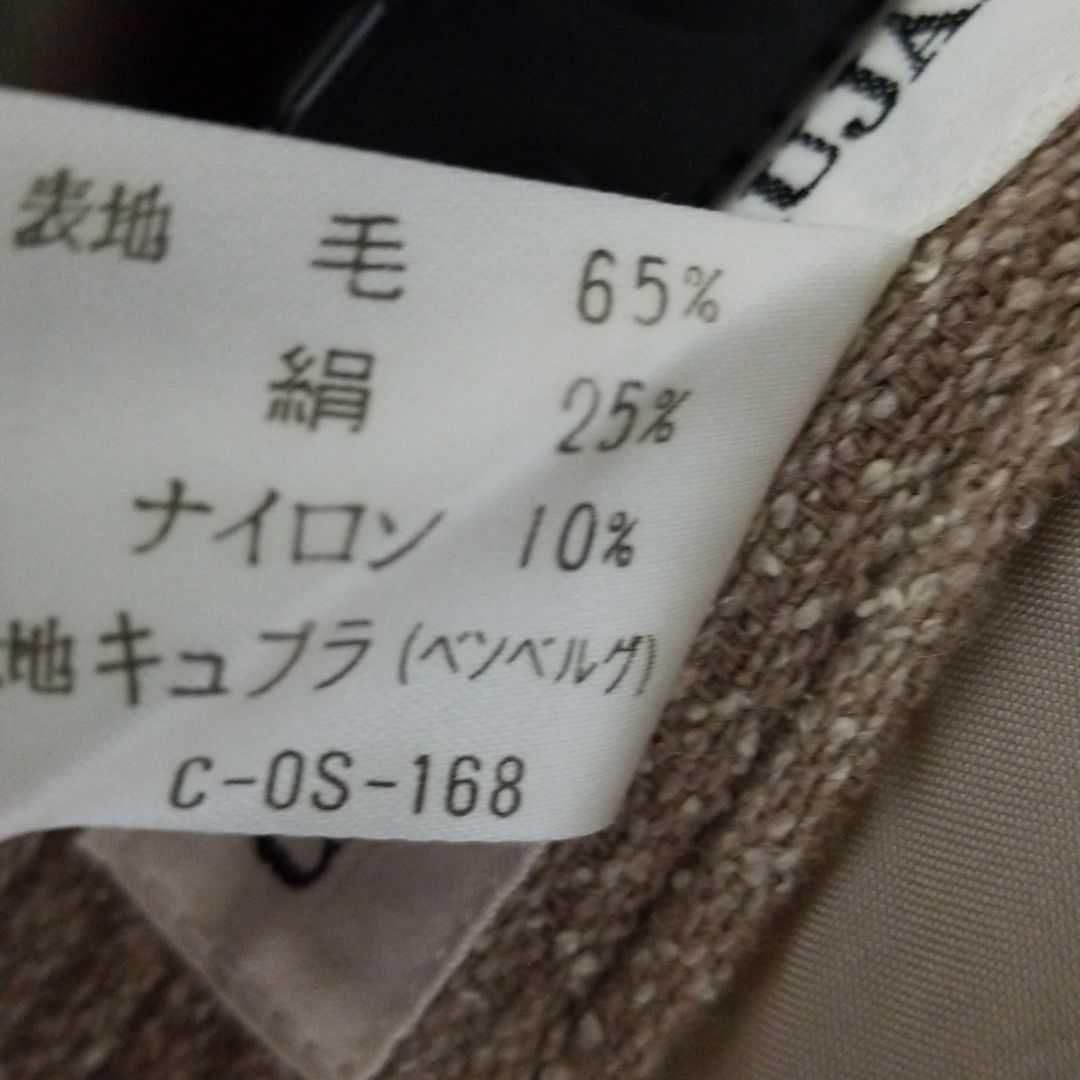 UJA
表地 毛 65%
絹 25%
ナイロン 10%
地キュプラ(ベンベルグ)
C-OS-168